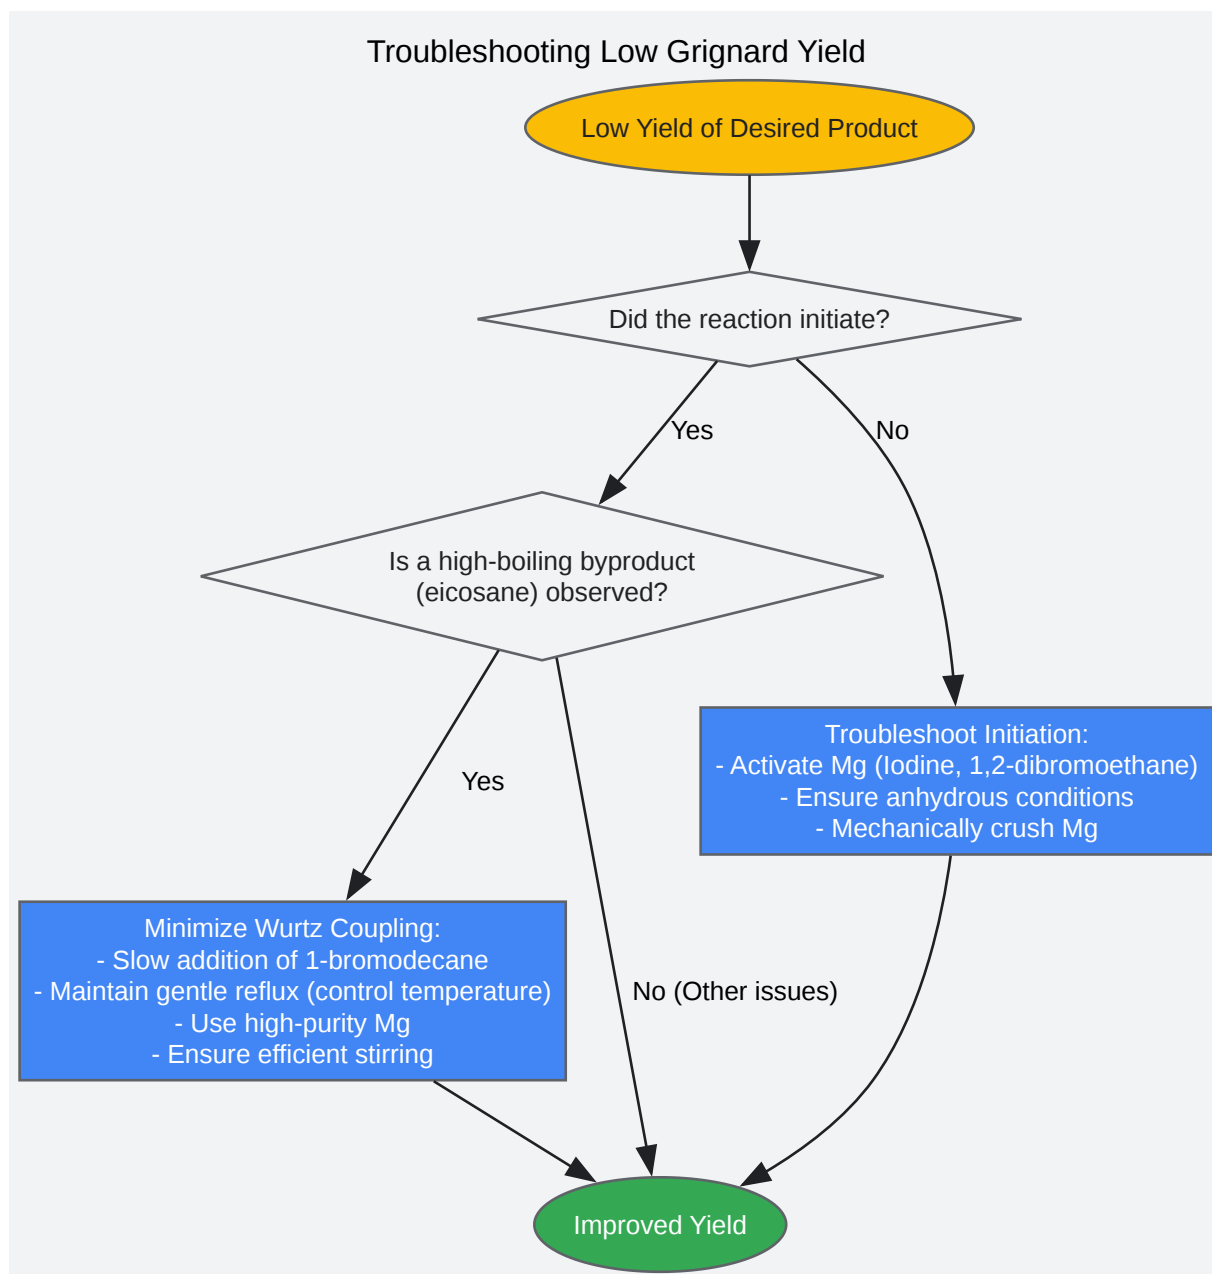 Troubleshooting Low Grignard Yield
Low Yield of Desired Product
Did the reaction initiate?
Yes
No
Is a high-boiling byproduct
(eicosane) observed?
Troubleshoot Initiation:
- Activate Mg (Iodine, 1,2-dibromoethane)
- Ensure anhydrous conditions
- Mechanically crush Mg
Yes
Minimize Wurtz Coupling:
- Slow addition of 1-bromodecane
- Maintain gentle reflux (control temperature)
- Use high-purity Mg
- Ensure efficient stirring
No (Other issues)
Improved Yield